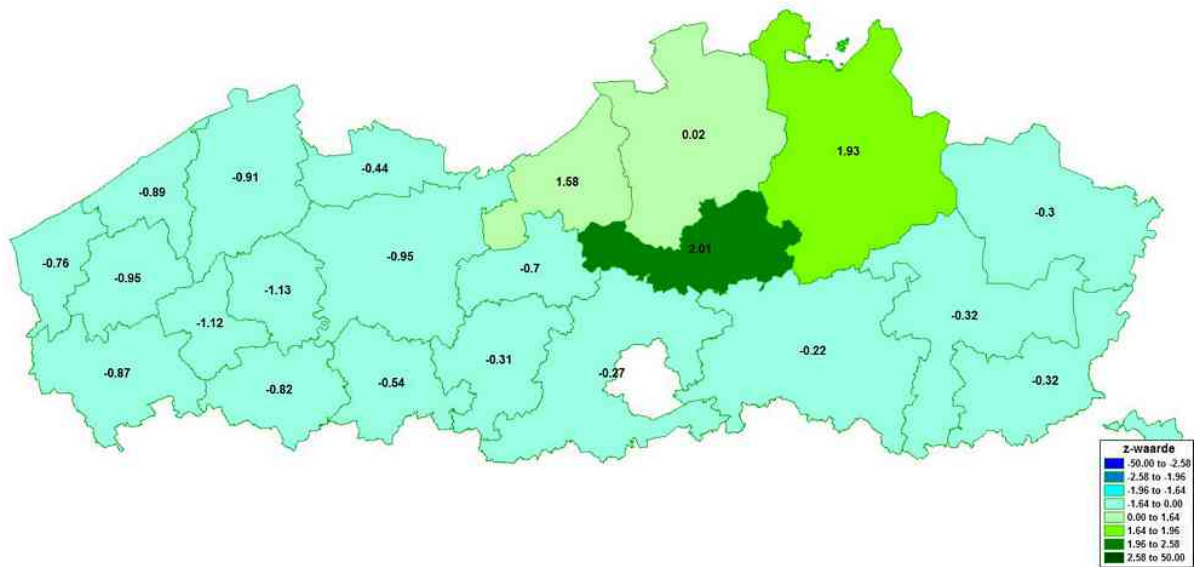 0.02
1.93
-0.44
-0.91
1.58
-0.89
-0.3
2.01
-0.95
-0.76
-0.7
-0.95
-1.13
-1.12
-0.32
-0.22
-0.31
-0.87
-0.27
-0.54
-0.32
-0.82
z-waarde
-50.00 to -2.58
-2.58 to -1.96
-1.96 to -1.64
-1.64 to 0.00
0.00 to 1.64
1.64 to 1.96
1.96 to 2.58
2.58 to 50.00